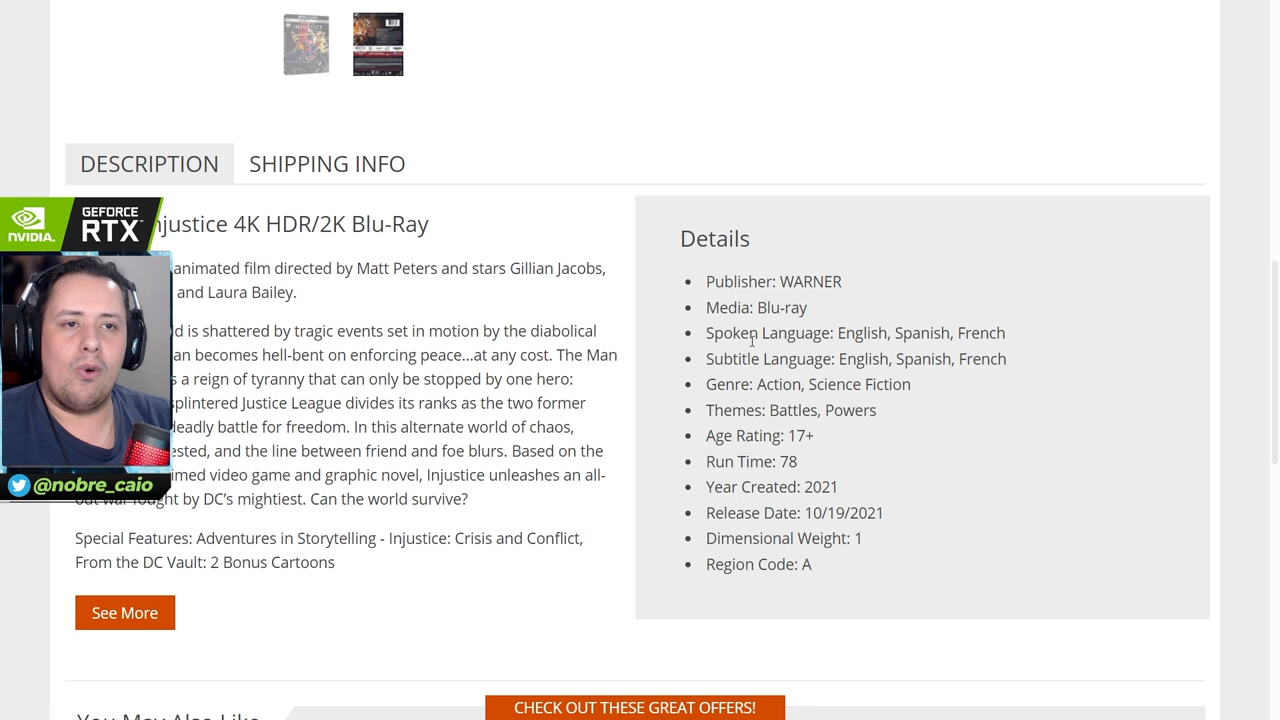 DESCRIPTION
SHIPPING INFO
njustice 4K HDR/2K Blu-Ray
animated film directed by Matt Peters and stars Gillian Jacobs,
and Laura Bailey.
is shattered by tragic events set in motion by the diabolical
becomes hell-bent on enforcing peace...at any cost. The Man
a reign of tyranny that can only be stopped by one hero:
splintered Justice League divides its ranks as the two former
deadly battle for freedom. In this alternate world of chaos,
and the line between friend and foe blurs. Based on the
video game and graphic novel, Injustice unleashes an all-
out war fought by DC's mightiest. Can the world survive?
Special Features: Adventures in Storytelling - Injustice: Crisis and Conflict,
From the DC Vault: 2 Bonus Cartoons
See More
Details
Publisher: WARNER
Media: Blu-ray
Spoken Language: English, Spanish, French
Subtitle Language: English, Spanish, French
Genre: Action, Science Fiction
Themes: Battles, Powers
Age Rating: 17+
Run Time: 78
Year Created: 2021
Release Date: 10/19/2021
Dimensional Weight: 1
Region Code: A
NVIDIA.
GEFORCE
RTX
@nobre_caio
You May Also Like
CHECK OUT THESE GREAT OFFERS!